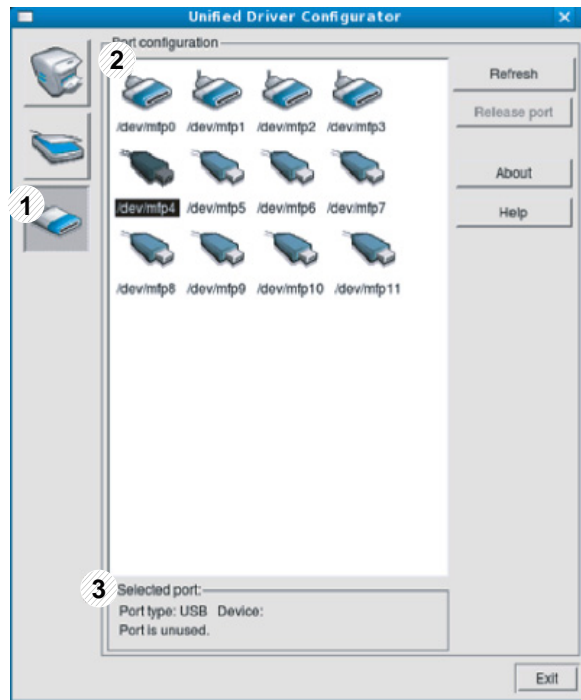 Unified Driver Configurator
Port configuration
2
Refresh
/dev/mfp0 /dev/mfp1 /dev/mfp2 /dev/mfp3
Release port
About
1
/dev/mfp4 /dev/mfp5 /dev/mfp6 /dev/mfp7
Help
/dev/mfp8 /dev/mfp9 /dev/mfp10 /dev/mfp11
3
Selected port:
Port type: USB Device:
Port is unused.
Exit